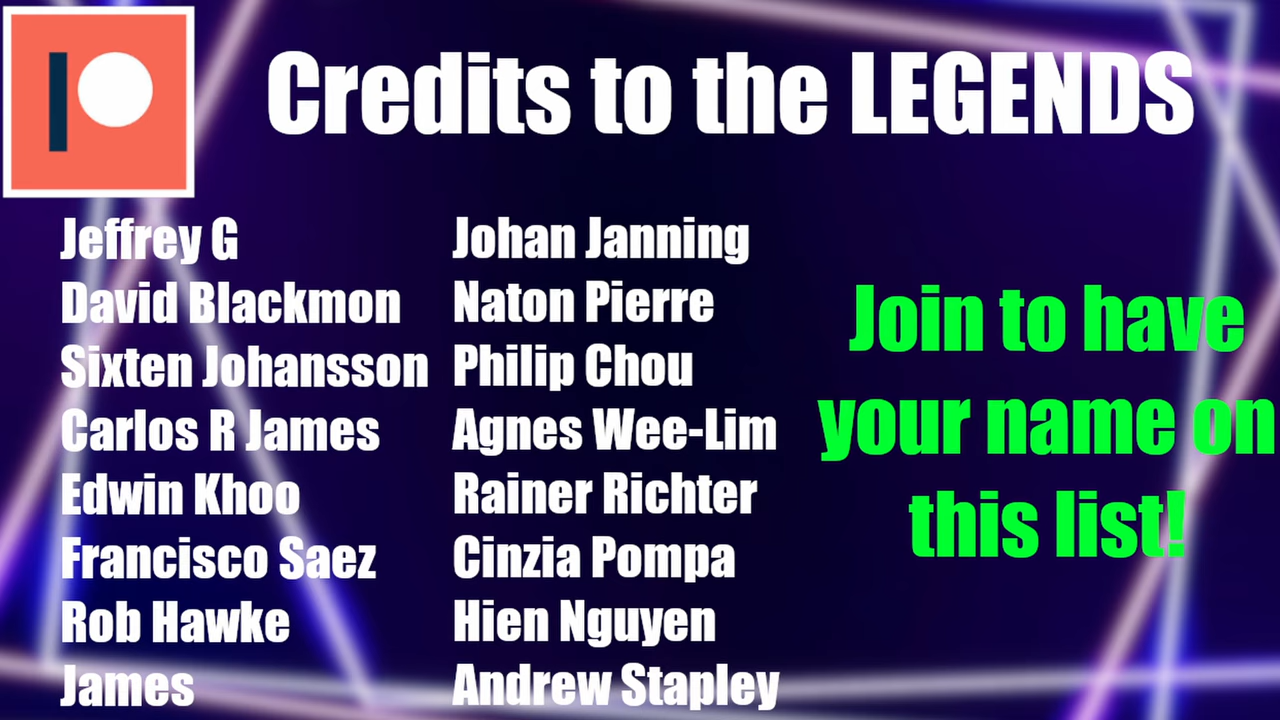 Credits to the LEGENDS
Jeffrey G
David Blackmon
Sixten Johansson
Carlos R James
Edwin Khoo
Francisco Saez
Rob Hawke
James
Johan Janning
Naton Pierre
Philip Chou
Agnes Wee-Lim
Rainer Richter
Cinzia Pompa
Hien Nguyen
Andrew Stapley
Join to have
your name on
this list!